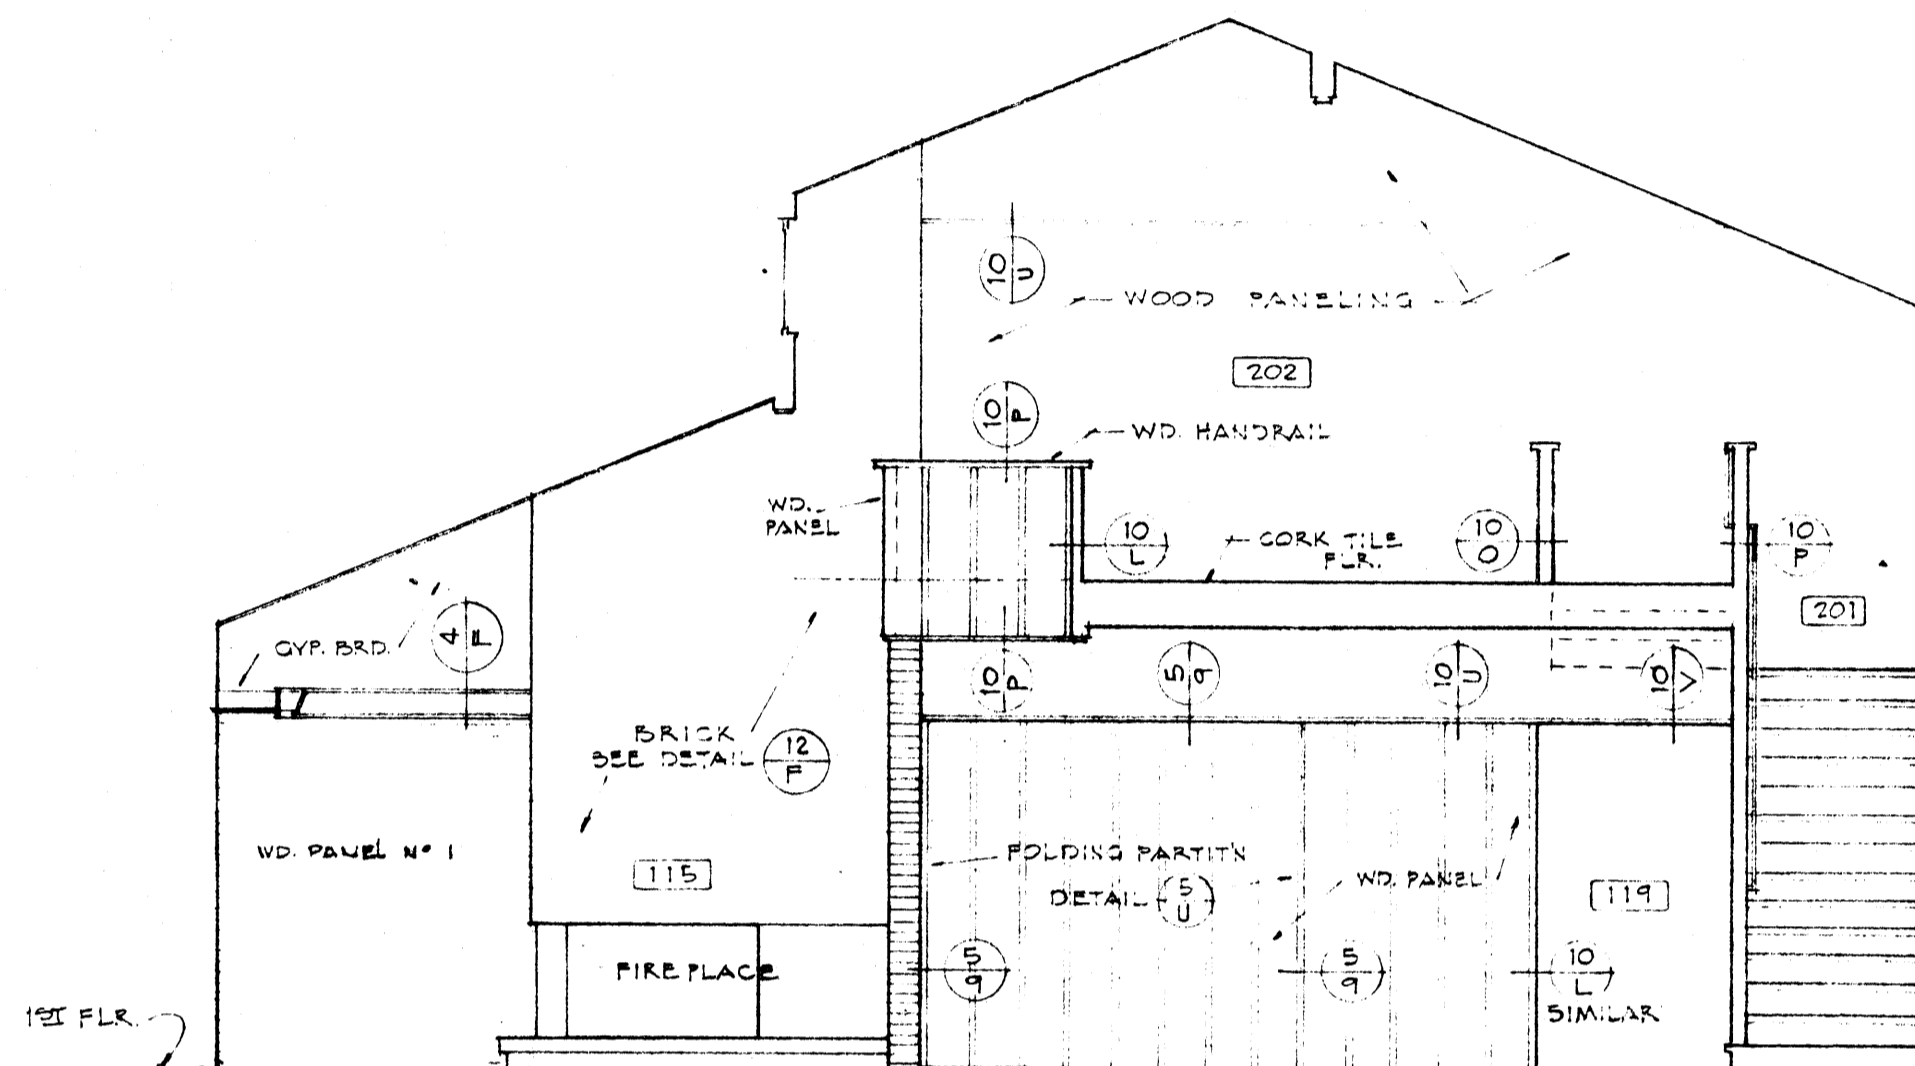 10
U
WOOD PANELING
202
10
P
WD. HANDRAIL
WD.
PANEL
10
L
CORK TILE
FLR.
10
O
10
P
201
GYP. BRD.
4
F
10
P
5
9
10
U
10
V
BRICK
SEE DETAIL
12
F
WD. PANEL Nº 1
115
FOLDING PARTIT'N
DETAIL
5
U
WD. PANEL
119
FIREPLACE
5
9
5
9
10
L
SIMILAR
1ST FLR.